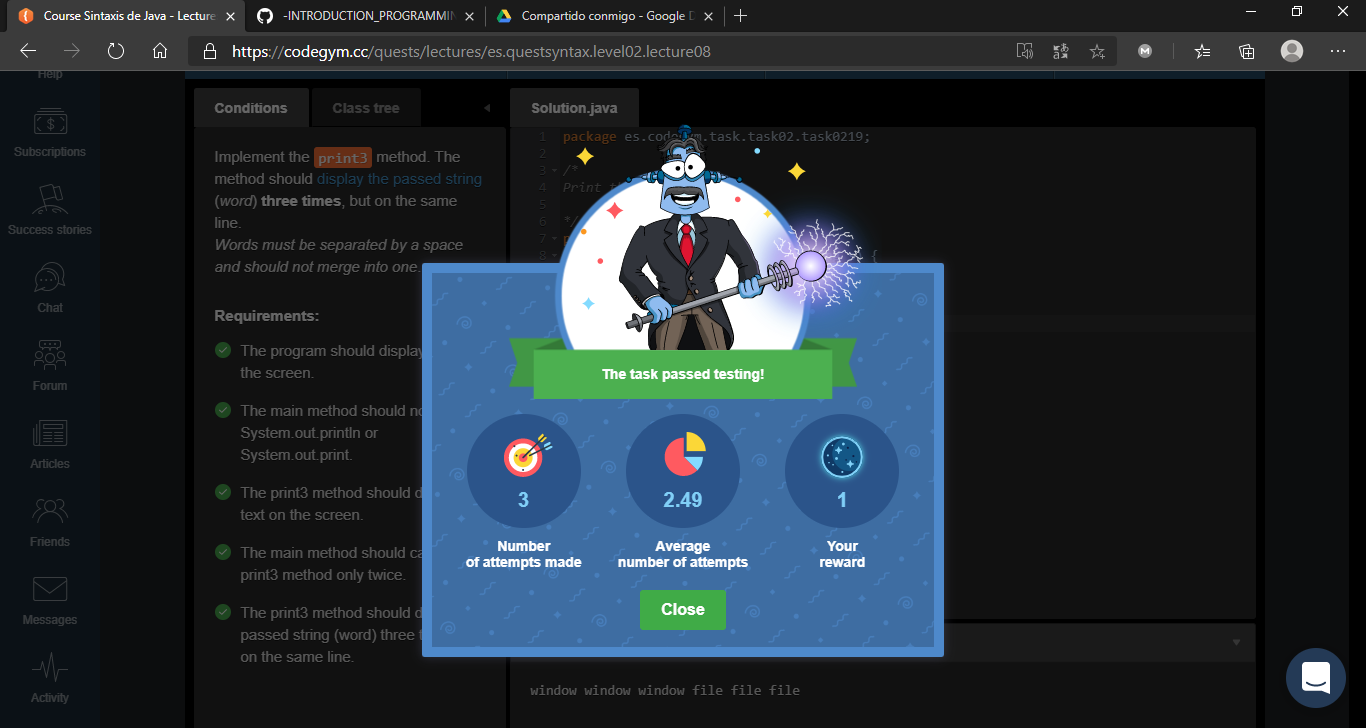 Course Sintaxis de Java - Lecture
-INTRODUCTION_PROGRAMMIN
Compartido conmigo - Google D
https://codegym.cc/quests/lectures/es.questsyntax.level02.lecture08
M
Help
Subscriptions
Success stories
Chat
Forum
Articles
Friends
Messages
Activity
Conditions
Class tree
Implement the print3 method. The
method should display the passed string
(word) three times, but on the same
line.
Words must be separated by a space
and should not merge into one.
Requirements:
The program should display
the screen.
The main method should no
System.out.println or
System.out.print.
The print3 method should d
text on the screen.
The main method should ca
print3 method only twice.
The print3 method should d
passed string (word) three t
on the same line.
Solution.java
1 package es.codegym.task.task02.task0219;
2
3 /*
4 Print
5
6 */
7 p
8 {
The task passed testing!
3
Number
of attempts made
2.49
Average
number of attempts
1
Your
reward
Close
window window window file file file